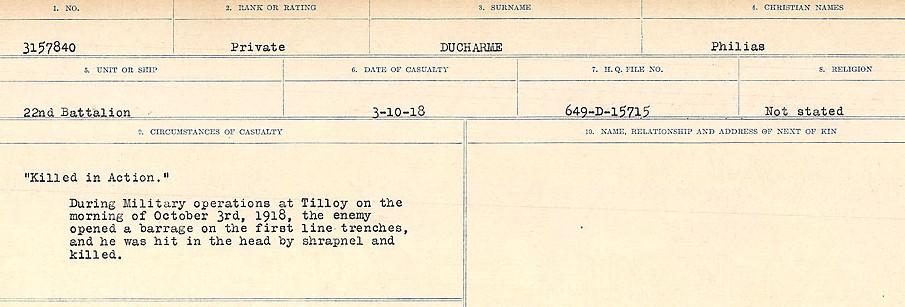 1. NO. 2. RANK OR RATING 3. SURNAME 4. CHRISTIAN NAMES
3157840 Private DUCHARME Philias
5. UNIT OR SHIP 6. DATE OF CASUALTY 7. H.Q. FILE NO. 8. RELIGION
22nd Battalion 3-10-18 649-D-15715 Not stated
9. CIRCUMSTANCES OF CASUALTY 10. NAME, RELATIONSHIP AND ADDRESS OF NEXT OF KIN
"Killed in Action."
During Military operations at Tilloy on the
morning of October 3rd, 1918, the enemy
opened a barrage on the first line trenches,
and he was hit in the head by shrapnel and
killed.